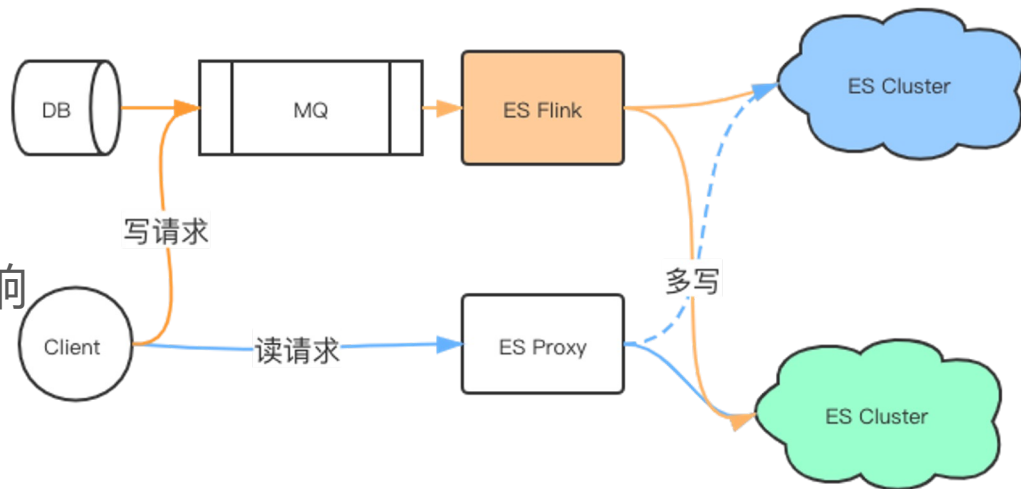 DB
MQ
ES Flink
ES Cluster
写请求
响
多写
Client
读请求
ES Proxy
ES Cluster